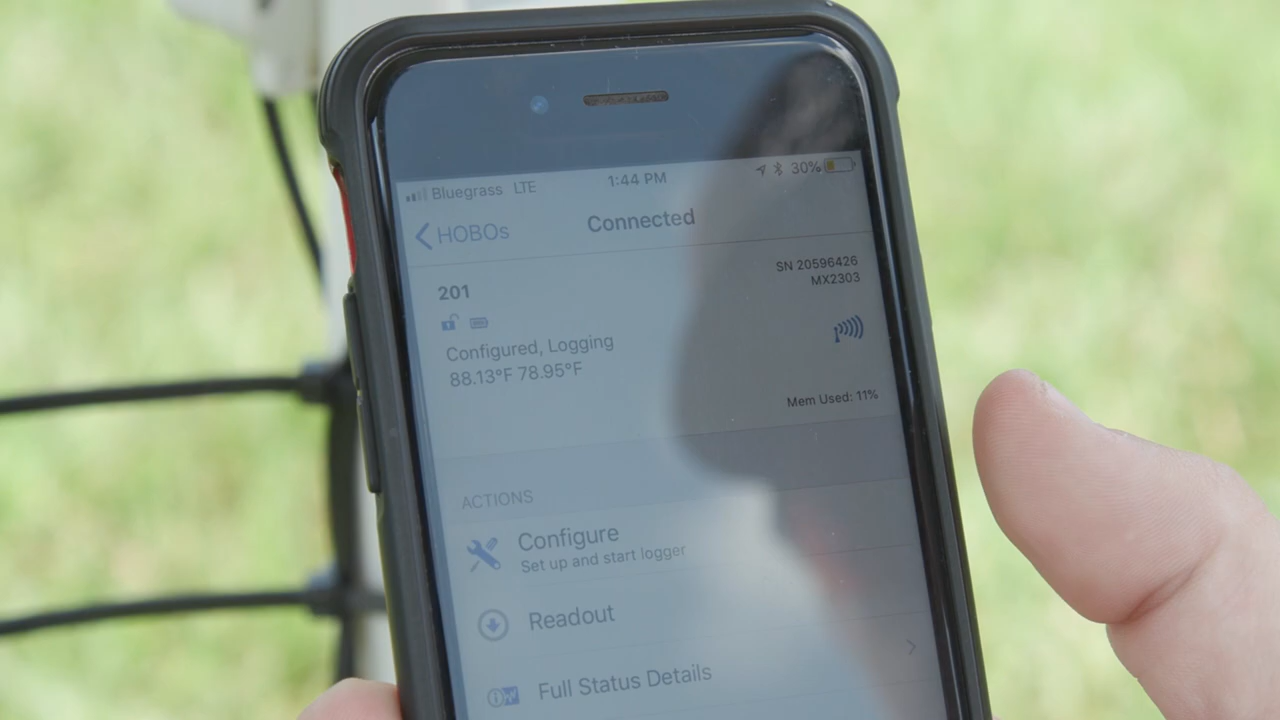 Bluegrass LTE 1:44 PM 30%
HOBOs Connected
SN 20596426
201 MX2303
Configured, Logging
88.13°F 78.95°F
Mem Used: 11%
ACTIONS
Configure
Set up and start logger
Readout
Full Status Details